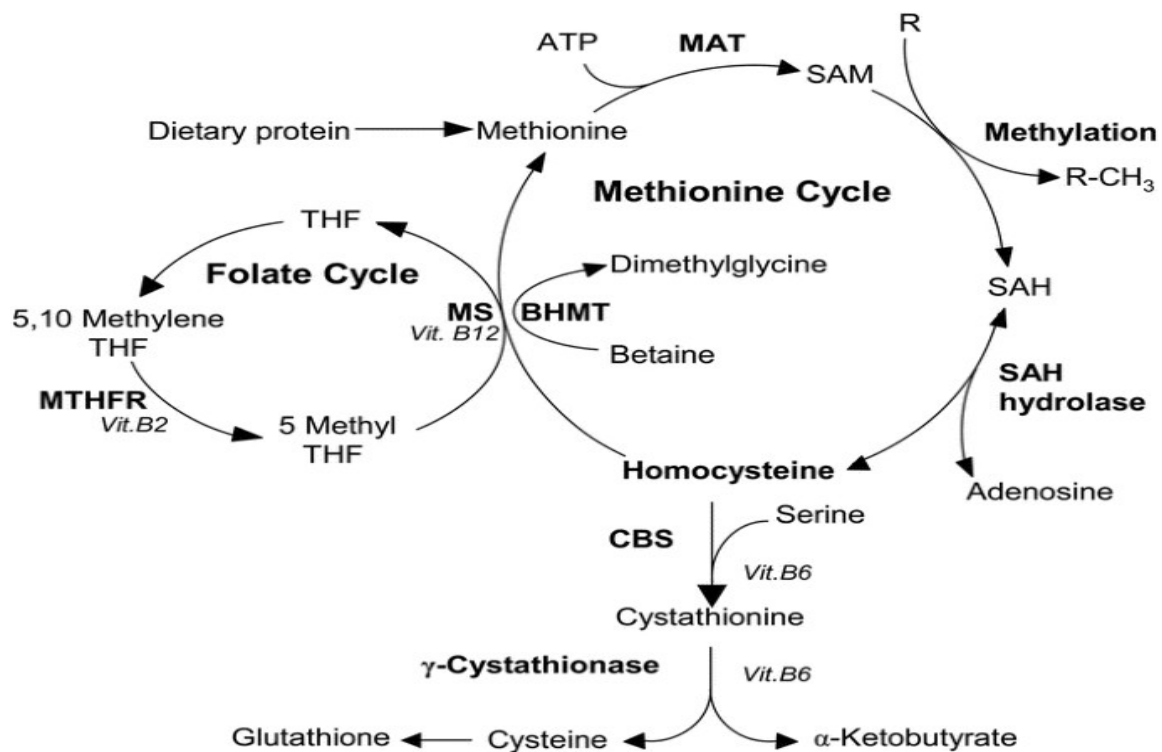 R
ATP
MAT
SAM
Dietary protein
Methionine
Methylation
R-CH₃
Methionine Cycle
THF
Folate Cycle
Dimethylglycine
SAH
5,10 Methylene
THF
MS
BHMT
Vit. B12
Betaine
MTHFR
Vit.B2
SAH
hydrolase
5 Methyl
THF
Homocysteine
Adenosine
Serine
CBS
Vit.B6
Cystathionine
γ-Cystathionase
Vit.B6
Glutathione
Cysteine
α-Ketobutyrate